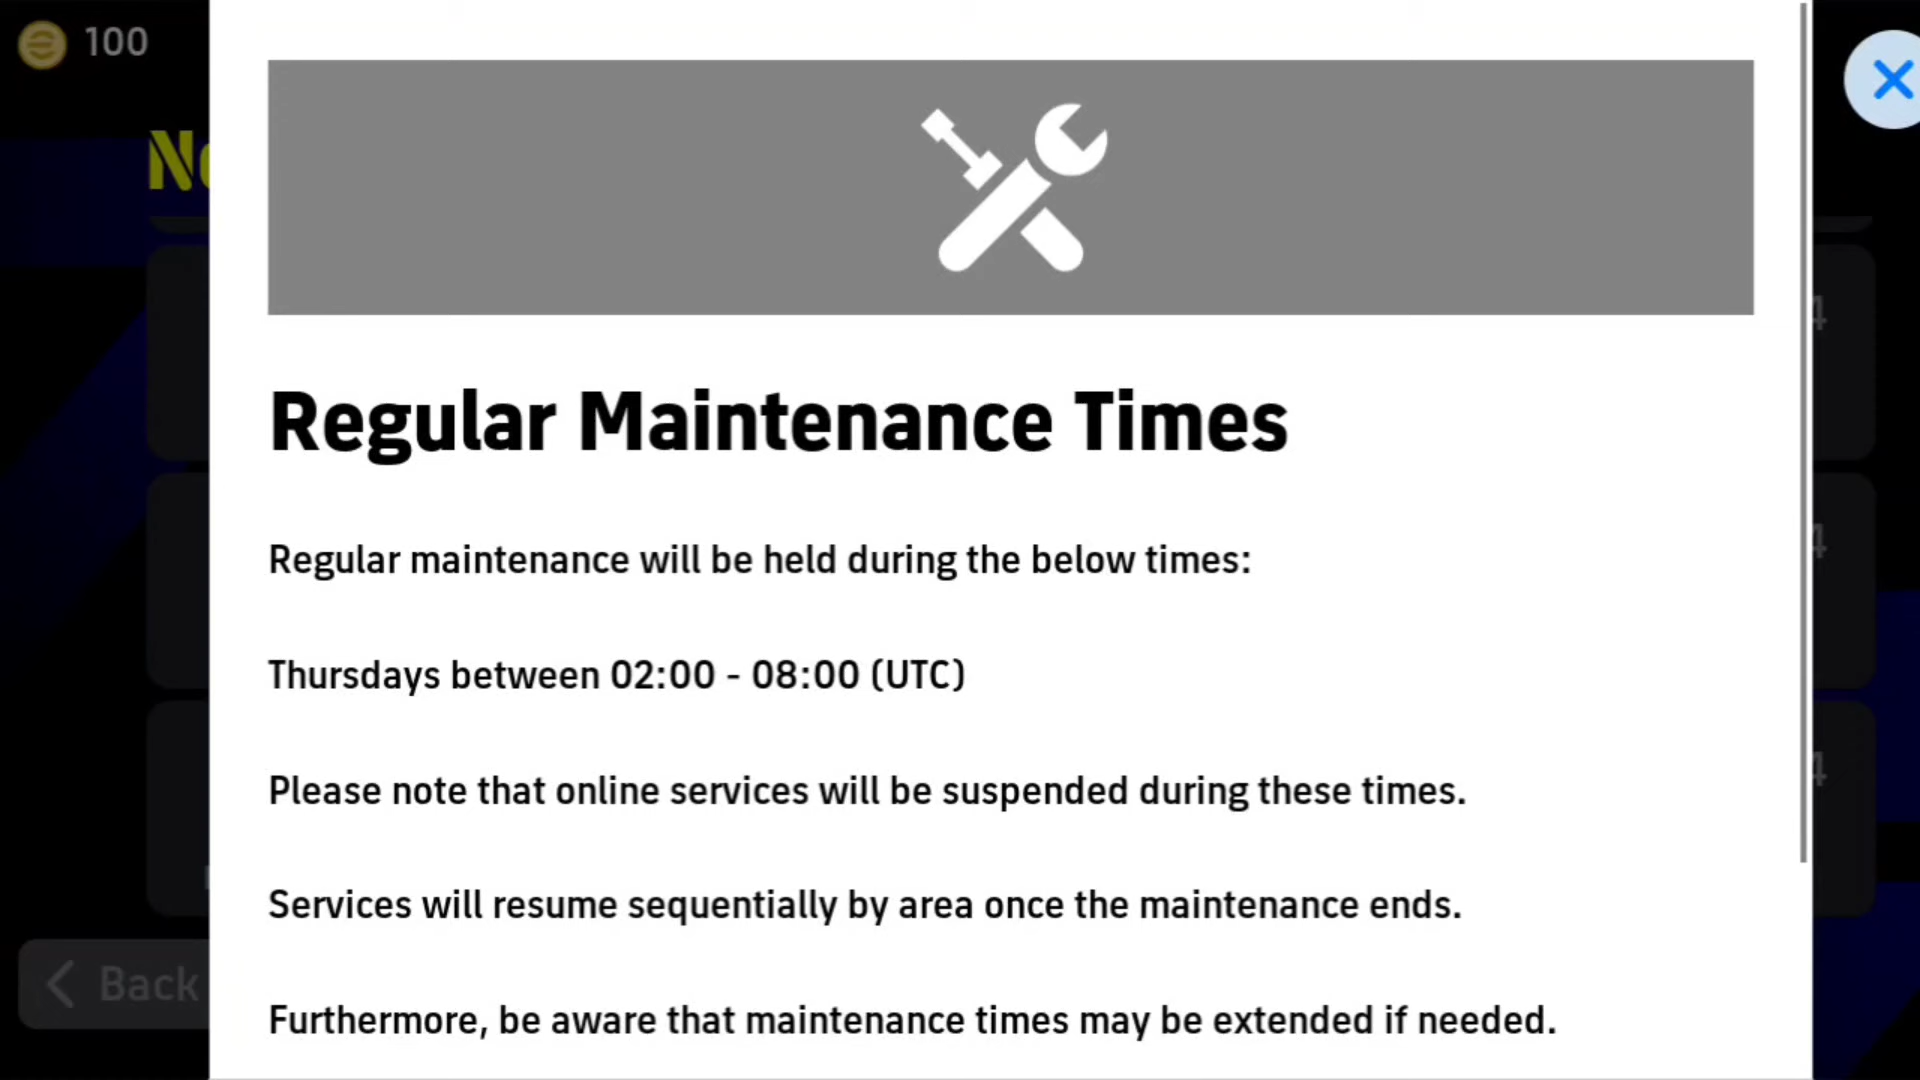 100
Regular Maintenance Times
Regular maintenance will be held during the below times:
Thursdays between 02:00 - 08:00 (UTC)
Please note that online services will be suspended during these times.
Services will resume sequentially by area once the maintenance ends.
Back
Furthermore, be aware that maintenance times may be extended if needed.